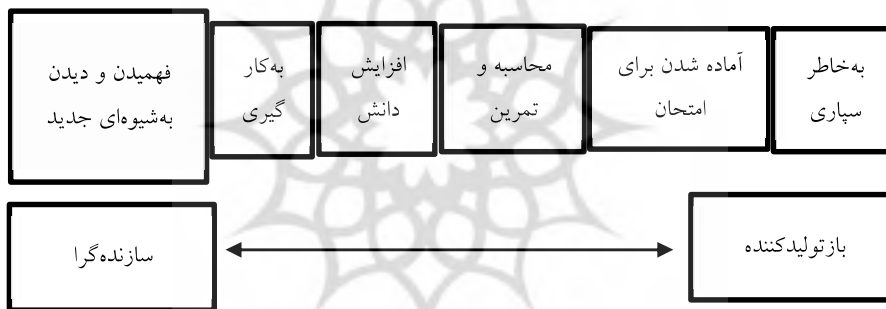 به‌خاطر
سپاری
آماده شدن برای
امتحان
محاسبه و
تمرین
افزایش
دانش
به‌کار
گیری
فهمیدن و دیدن
به‌شیوه‌ای جدید
بازتولیدکننده
سازنده‌گرا